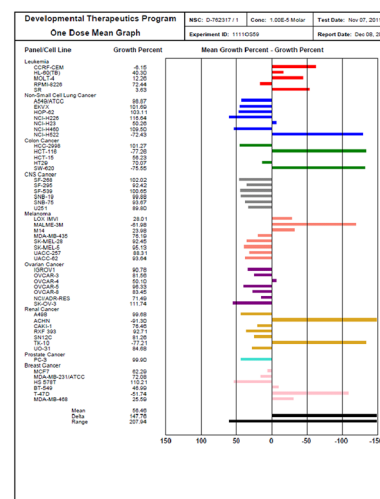 Developmental Therapeutics Program
NSC: D-762317 / 1
Conc: 1.00E-5 Molar
Test Date: Nov 07, 2011
One Dose Mean Graph
Experiment ID: 1111OS59
Report Date: Dec 08, 2
Panel/Cell Line Growth Percent Mean Growth Percent - Growth Percent
Leukemia
CCRF-CEM -6.15
HL-60(TB) 40.30
MOLT-4 12.26
RPMI-8226 72.44
SR 3.63
Non-Small Cell Lung Cancer
A549/ATCC 98.87
EKVX 101.69
HOP-62 103.11
NCI-H226 116.64
NCI-H23 50.26
NCI-H460 109.50
NCI-H522 -72.43
Colon Cancer
HCC-2998 101.27
HCT-116 -77.26
HCT-15 58.23
HT29 70.07
SW-620 -75.55
CNS Cancer
SF-268 102.02
SF-295 92.42
SF-539 100.65
SNB-19 99.88
SNB-75 93.67
U251 89.80
Melanoma
LOX IMVI 28.01
MALME-3M -61.98
M14 23.98
MDA-MB-435 76.19
SK-MEL-28 92.45
SK-MEL-5 95.13
UACC-257 88.31
UACC-62 93.64
Ovarian Cancer
IGROV1 90.76
OVCAR-3 81.56
OVCAR-4 50.10
OVCAR-5 96.33
OVCAR-8 83.45
NCI/ADR-RES 71.49
SK-OV-3 111.74
Renal Cancer
A498 99.68
ACHN -91.30
CAKI-1 76.46
RXF 393 92.71
SN12C 81.26
TK-10 -77.21
UO-31 84.68
Prostate Cancer
PC-3 99.90
Breast Cancer
MCF7 62.29
MDA-MB-231/ATCC 72.08
HS 578T 110.21
BT-549 46.99
T-47D -51.74
MDA-MB-468 25.59
Mean 58.46
Delta 147.76
Range 207.94
150 100 50 0 -50 -100 -150